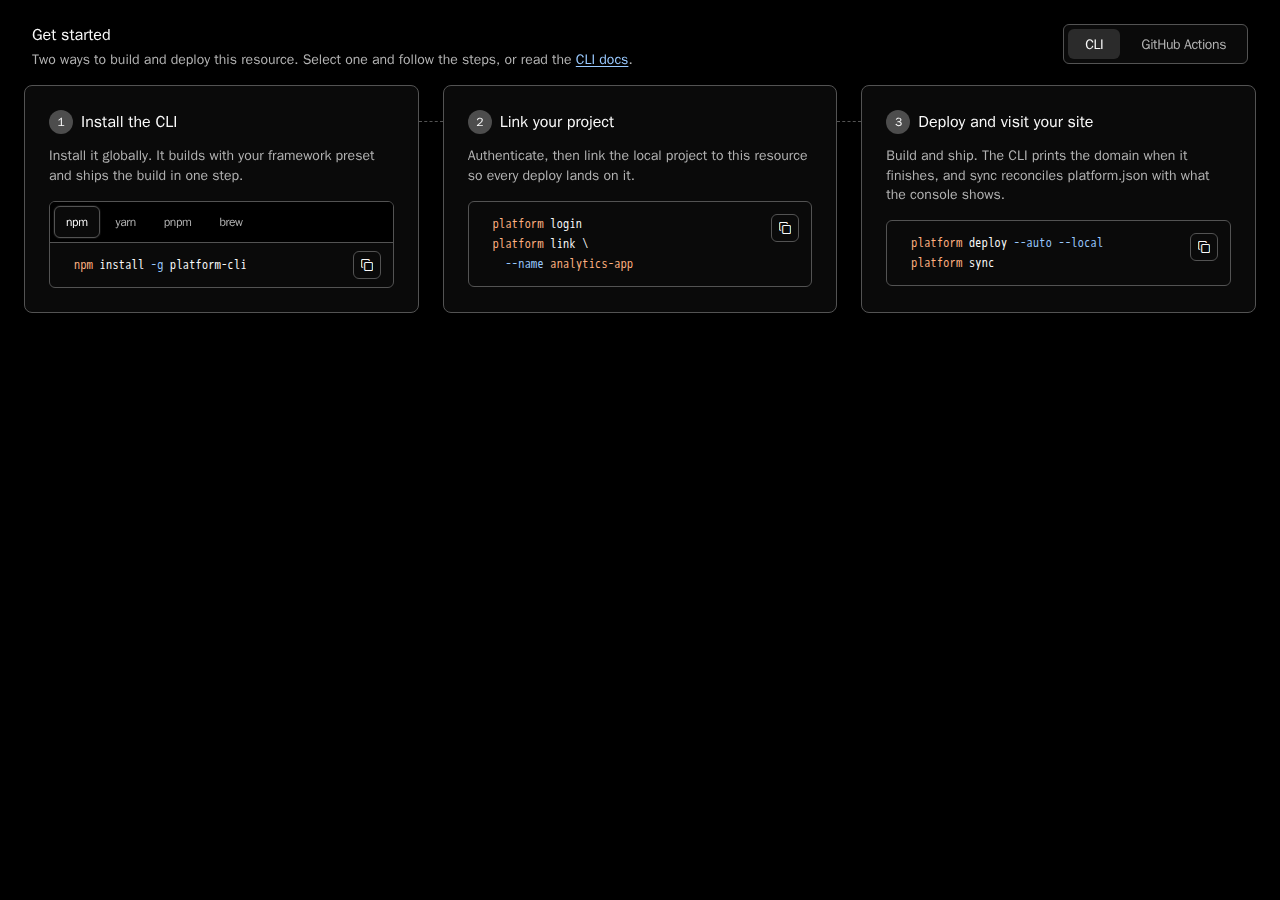 Get started
Two ways to build and deploy this resource. Select one and follow the steps, or read the CLI docs.
CLI
GitHub Actions
1 Install the CLI
Install it globally. It builds with your framework preset
and ships the build in one step.
npm yarn pnpm brew
npm install -g platform-cli
2 Link your project
Authenticate, then link the local project to this resource
so every deploy lands on it.
platform login
platform link \
--name analytics-app
3 Deploy and visit your site
Build and ship. The CLI prints the domain when it
finishes, and sync reconciles platform.json with what
the console shows.
platform deploy --auto --local
platform sync